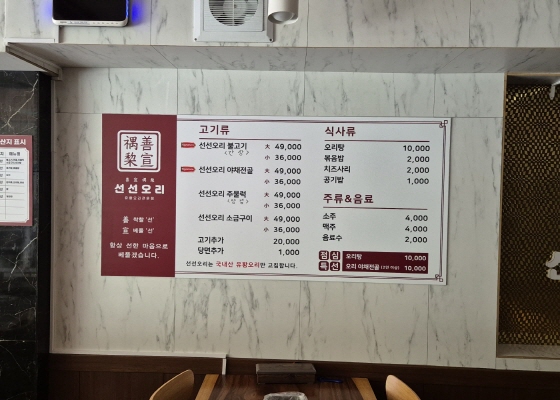 善宣
선선오리
善 착할 '선'
宣 베풀 '선'
항상 선한 마음으로
베풀겠습니다.
고기류
선선오리 불고기 大 49,000
小 36,000
선선오리 야채전골 大 49,000
小 36,000
선선오리 주물럭 大 49,000
小 36,000
선선오리 소금구이 大 49,000
小 36,000
고기추가 20,000
당면추가 1,000
선선오리는 국내산 유황오리만 고집합니다.
식사류
오리탕 10,000
볶음밥 2,000
치즈사리 2,000
공기밥 1,000
주류&음료
소주 4,000
맥주 4,000
음료수 2,000
점심 오리탕 10,000
특선 오리 야채전골 (2인 이상) 10,000
산지 표시